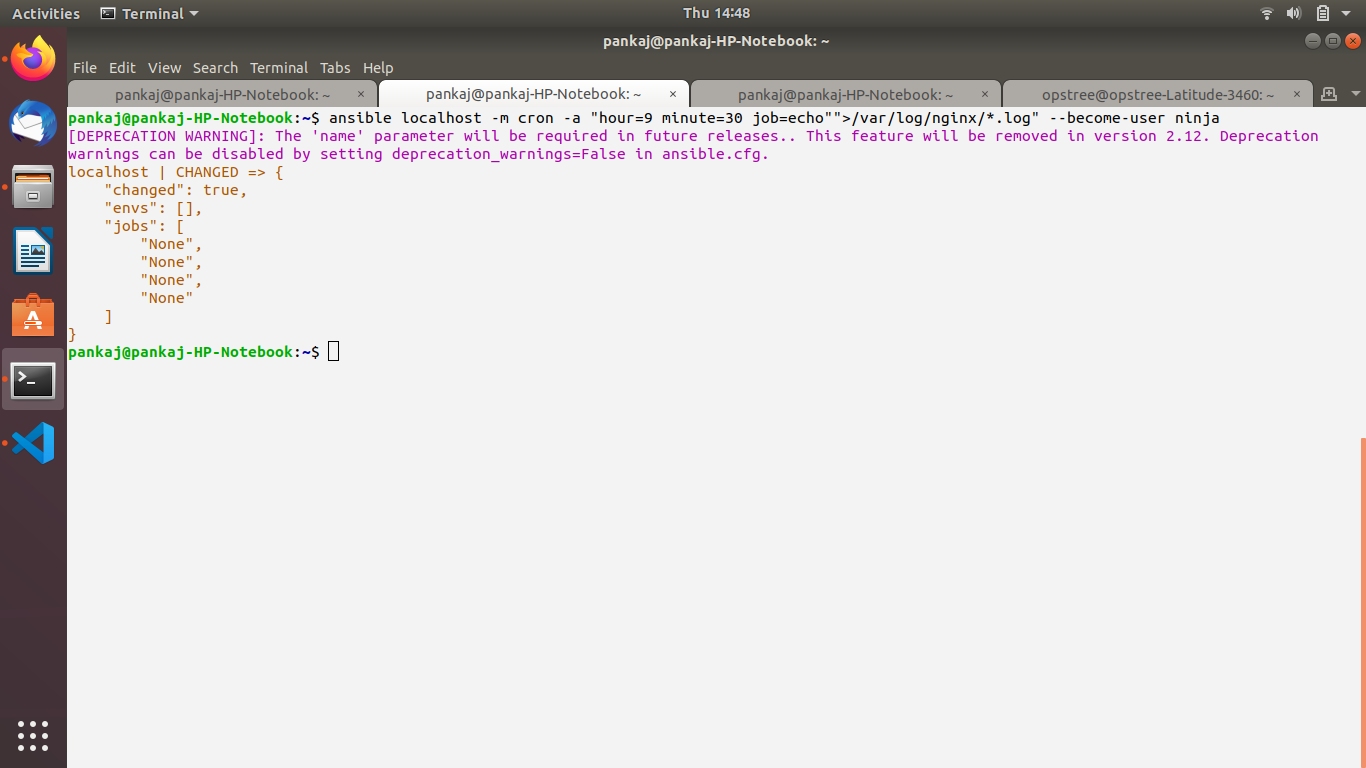 Activities Terminal Thu 14:48
pankaj@pankaj-HP-Notebook: ~
File Edit View Search Terminal Tabs Help
pankaj@pankaj-HP-Notebook: ~ × pankaj@pankaj-HP-Notebook: ~ × pankaj@pankaj-HP-Notebook: ~ × opstree@opstree-Latitude-3460: ~ ×
pankaj@pankaj-HP-Notebook:~$ ansible localhost -m cron -a "hour=9 minute=30 job=echo"">/var/log/nginx/*.log" --become-user ninja
[DEPRECATION WARNING]: The 'name' parameter will be required in future releases.. This feature will be removed in version 2.12. Deprecation
warnings can be disabled by setting deprecation_warnings=False in ansible.cfg.
localhost | CHANGED => {
    "changed": true,
    "envs": [],
    "jobs": [
        "None",
        "None",
        "None",
        "None"
    ]
}
pankaj@pankaj-HP-Notebook:~$